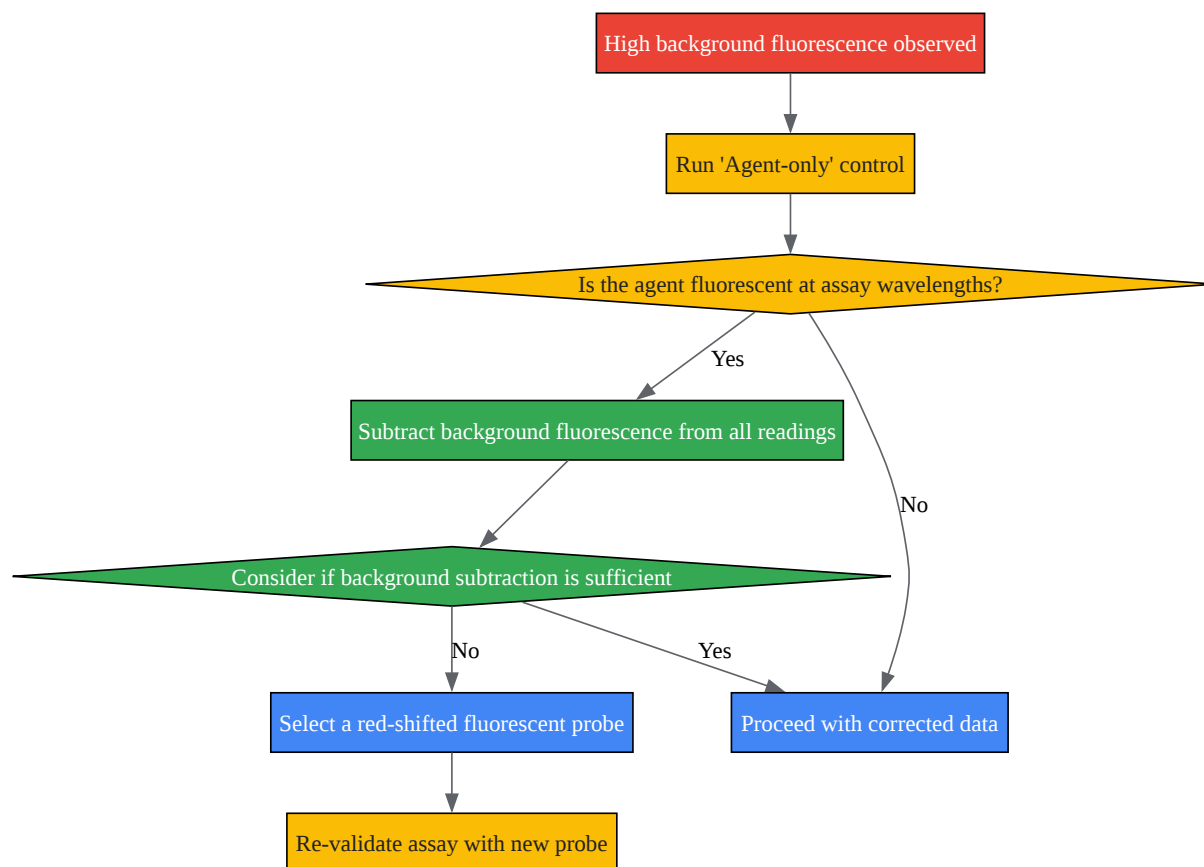 High background fluorescence observed
Run 'Agent-only' control
Is the agent fluorescent at assay wavelengths?
Yes
Subtract background fluorescence from all readings
No
Consider if background subtraction is sufficient
No
Yes
Select a red-shifted fluorescent probe
Proceed with corrected data
Re-validate assay with new probe